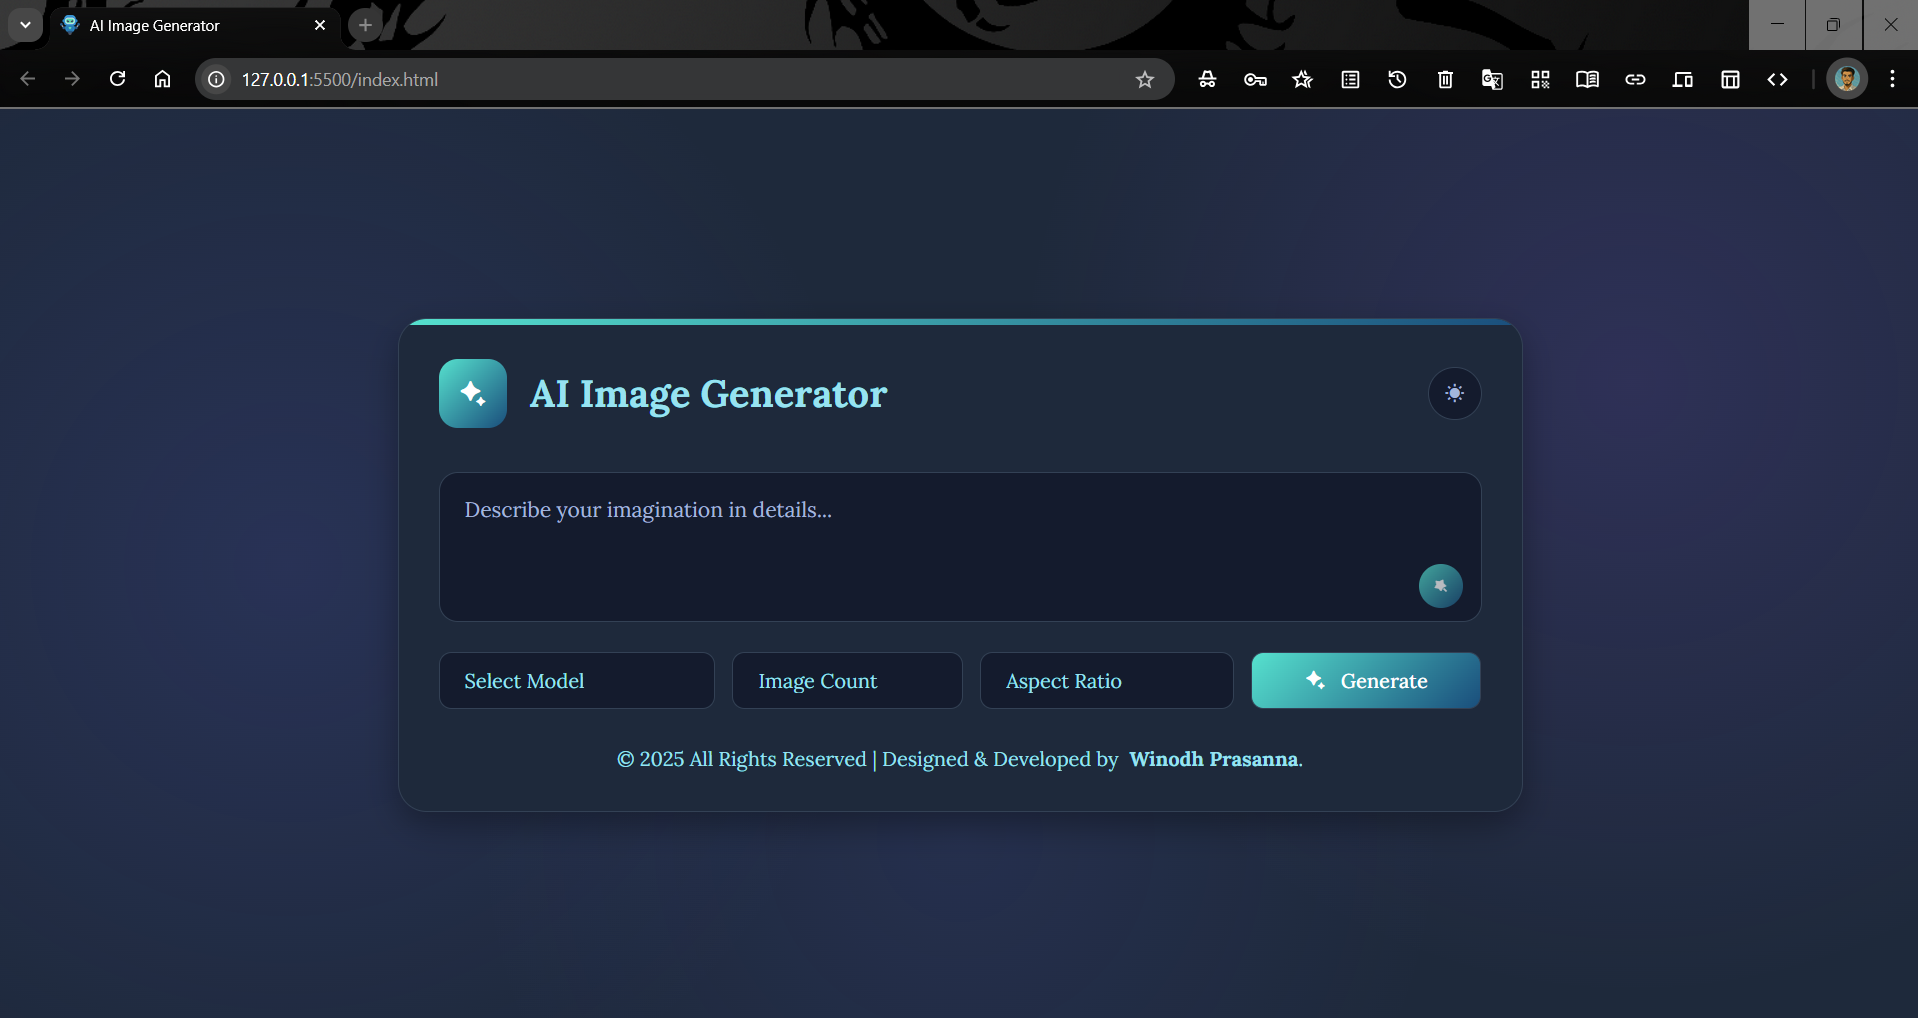 AI Image Generator
127.0.0.1:5500/index.html
AI Image Generator
Describe your imagination in details...
Select Model
Image Count
Aspect Ratio
Generate
© 2025 All Rights Reserved | Designed & Developed by Winodh Prasanna.